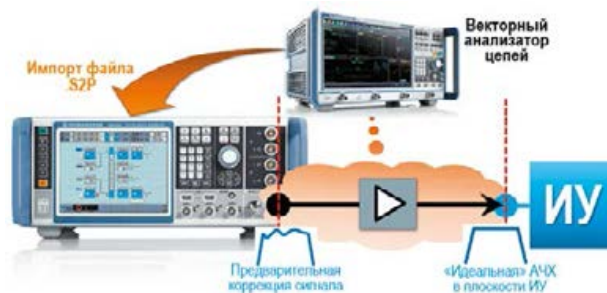 Векторный
анализатор
цепей
Импорт файла
.S2P
ИУ
Предварительная
коррекция сигнала
«Идеальная» АЧХ
в плоскости ИУ